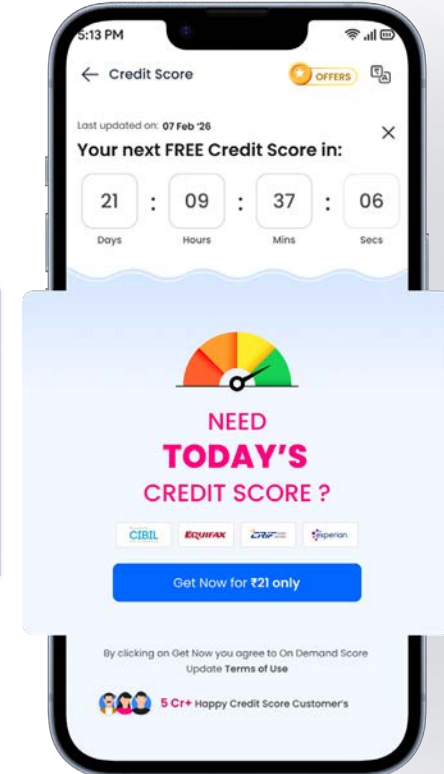 5:13 PM
Credit Score
OFFERS
Last updated on: 07 Feb '26
Your next FREE Credit Score in:
21 : 09 : 37 : 06
Days Hours Mins Secs
NEED
TODAY'S
CREDIT SCORE ?
CIBIL EQUIFAX CRIF experian
Get Now for ₹21 only
By clicking on Get Now you agree to On Demand Score
Update Terms of Use
5 Cr+ Happy Credit Score Customer's